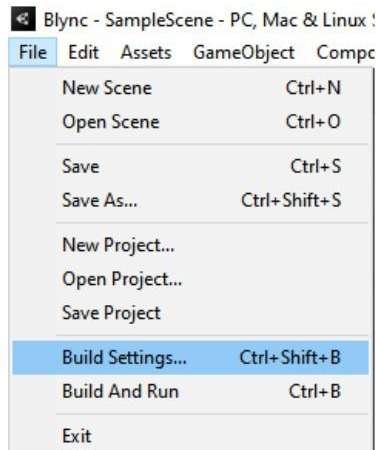 Blync - SampleScene - PC, Mac & Linux
File Edit Assets GameObject Compo
New Scene Ctrl+N
Open Scene Ctrl+O
Save Ctrl+S
Save As... Ctrl+Shift+S
New Project...
Open Project...
Save Project
Build Settings... Ctrl+Shift+B
Build And Run Ctrl+B
Exit